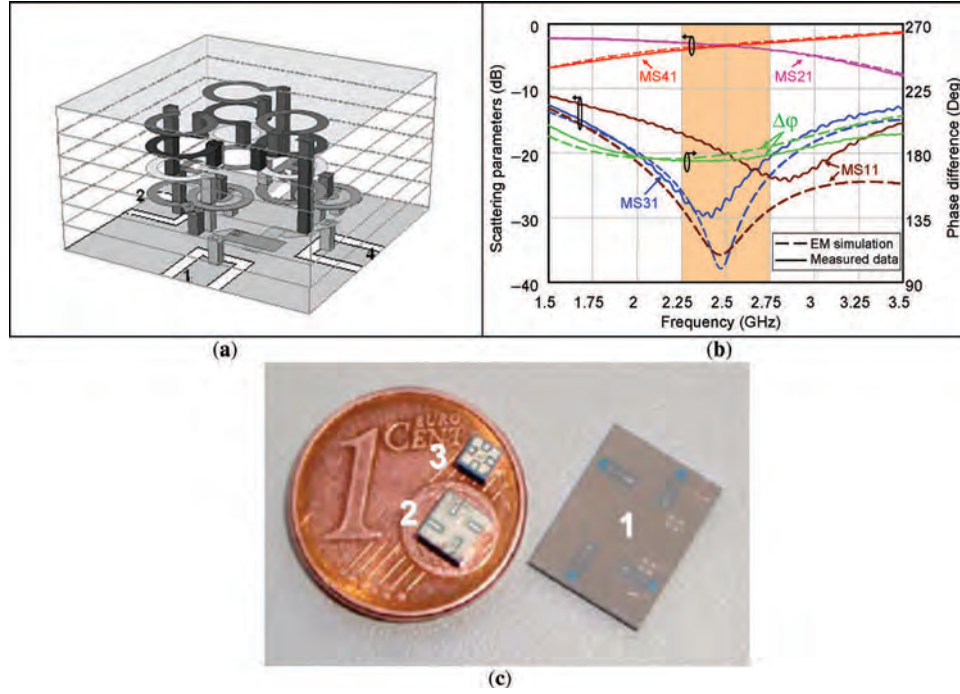 2
1
4
(a)
0
−10
−20
−30
−40
Scattering parameters (dB)
270
225
180
135
90
Phase difference (Deg)
1.5 1.75 2 2.25 2.5 2.75 3 3.25 3.5
Frequency (GHz)
MS41
MS21
Δφ
MS11
MS31
EM simulation
Measured data
(b)
1
EURO
CENT
3
2
1
(c)